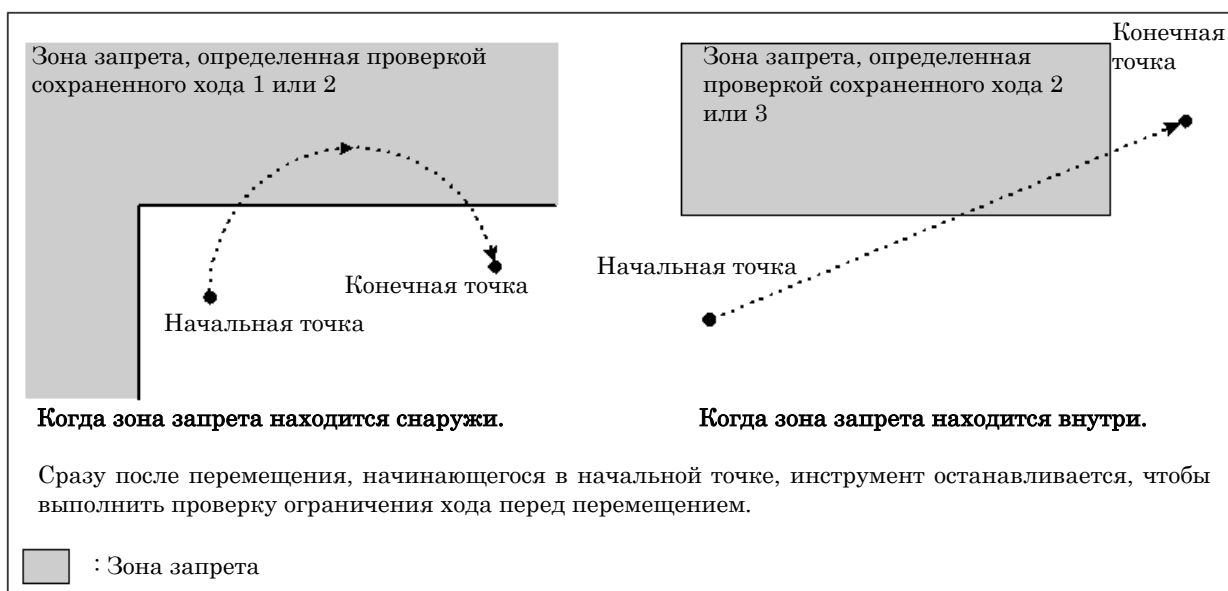 Зона запрета, определенная проверкой
сохраненного хода 1 или 2
Начальная точка
Конечная точка
Когда зона запрета находится снаружи.
Зона запрета, определенная
проверкой сохраненного хода 2
или 3
Конечная
точка
Начальная точка
Когда зона запрета находится внутри.
Сразу после перемещения, начинающегося в начальной точке, инструмент останавливается, чтобы
выполнить проверку ограничения хода перед перемещением.
: Зона запрета